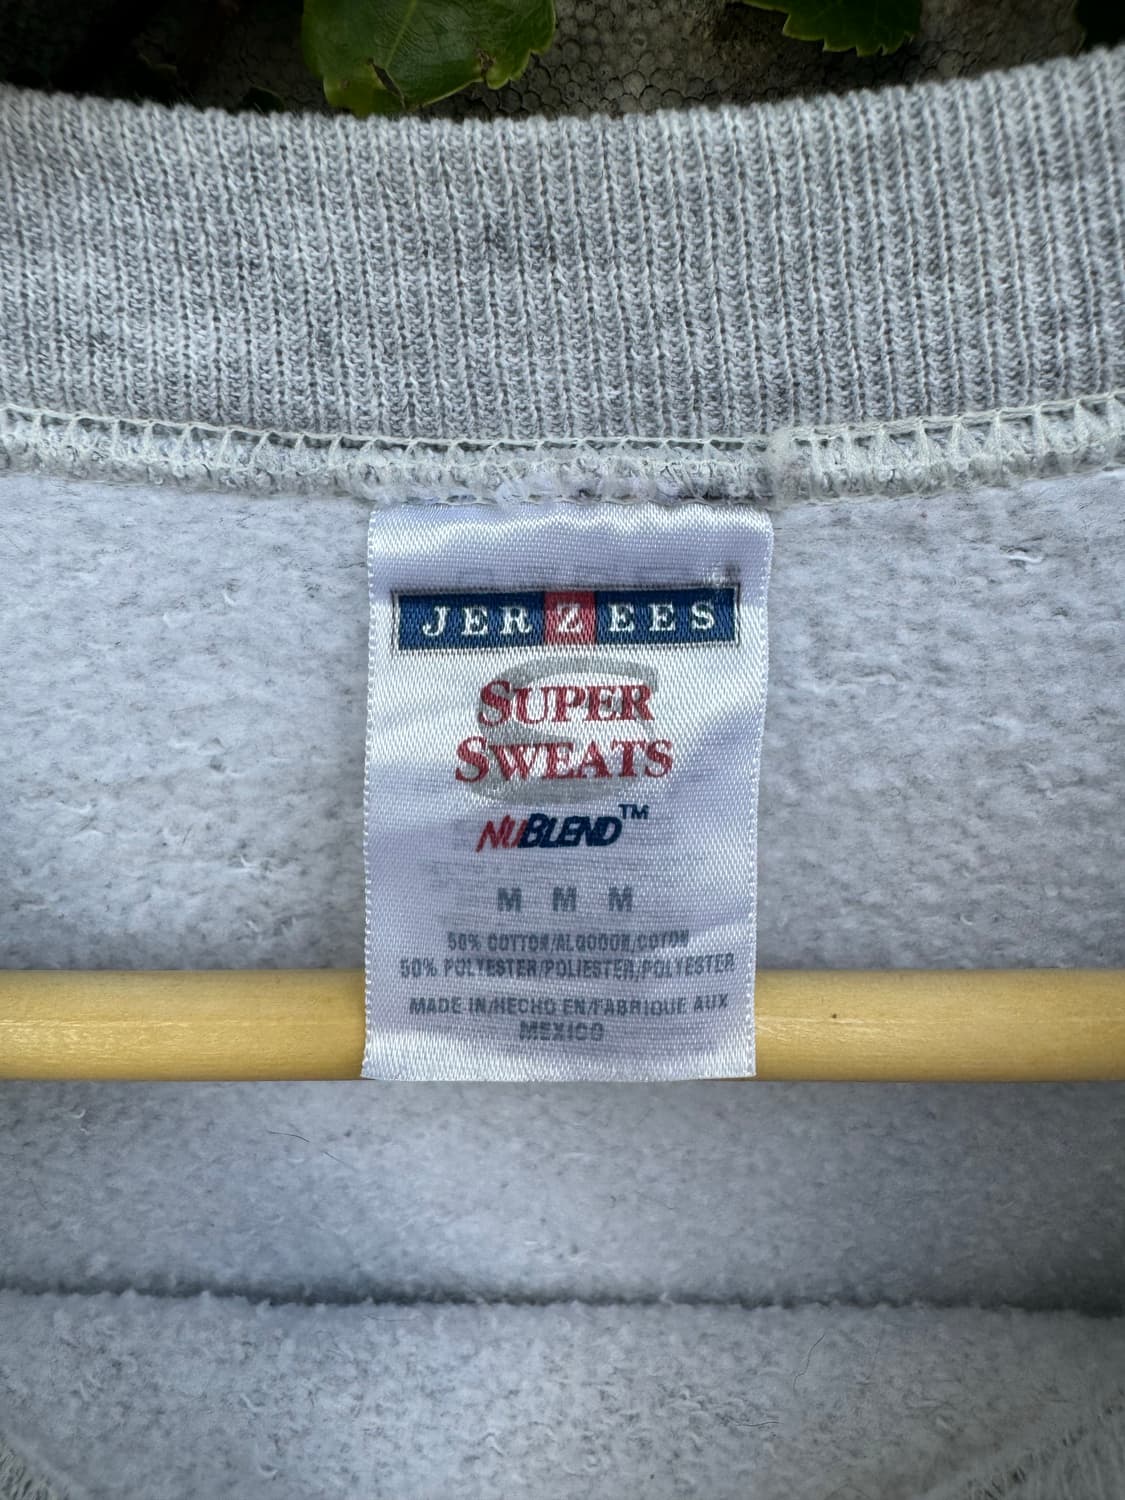 JERZEES
SUPER
SWEATS
NUBLEND™
M M M
50% COTTON/ALGODON/COTON
50% POLYESTER/POLIESTER/POLYESTER
MADE IN/HECHO EN/FABRIQUE AUX
MEXICO